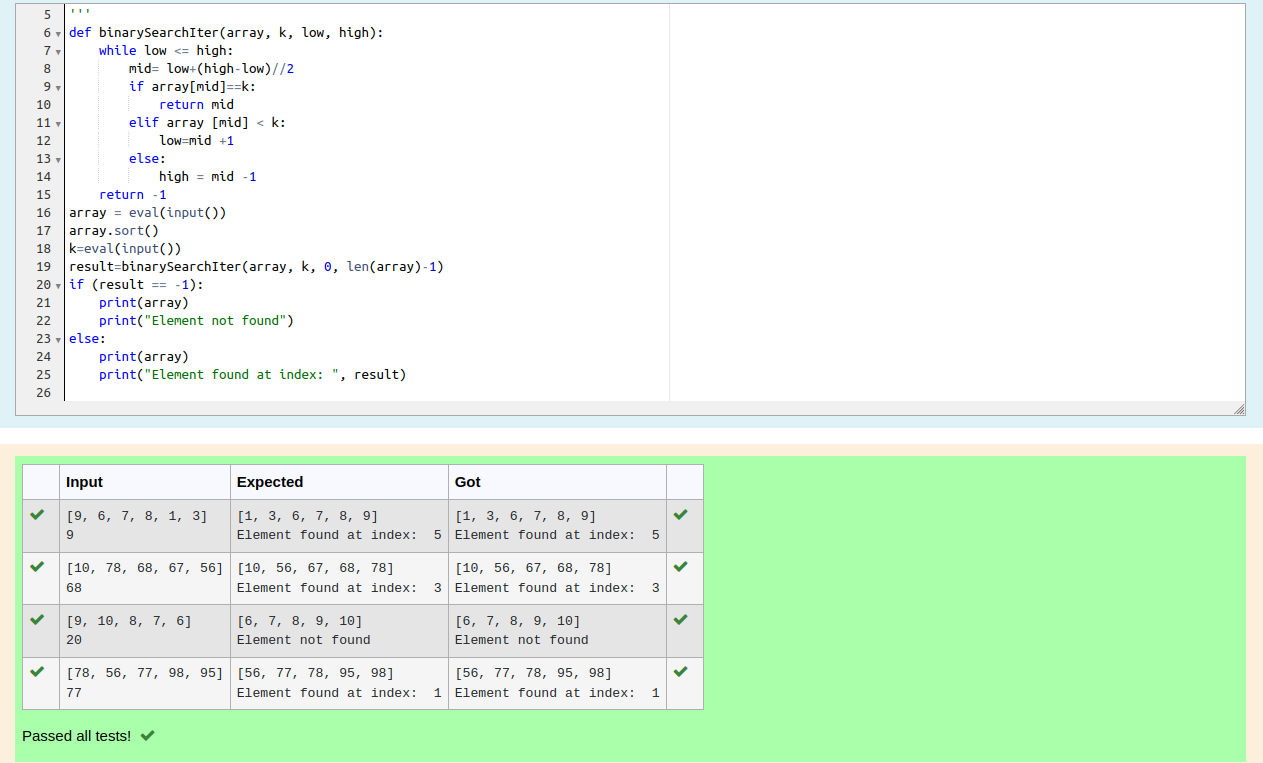 5 '''
6 def binarySearchIter(array, k, low, high):
7     while low <= high:
8         mid= low+(high-low)//2
9         if array[mid]==k:
10             return mid
11         elif array [mid] < k:
12             low=mid +1
13         else:
14             high = mid -1
15     return -1
16 array = eval(input())
17 array.sort()
18 k=eval(input())
19 result=binarySearchIter(array, k, 0, len(array)-1)
20 if (result == -1):
21     print(array)
22     print("Element not found")
23 else:
24     print(array)
25     print("Element found at index: ", result)
26
Input Expected Got
[9, 6, 7, 8, 1, 3] [1, 3, 6, 7, 8, 9] [1, 3, 6, 7, 8, 9]
9 Element found at index:  5 Element found at index:  5
[10, 78, 68, 67, 56] [10, 56, 67, 68, 78] [10, 56, 67, 68, 78]
68 Element found at index:  3 Element found at index:  3
[9, 10, 8, 7, 6] [6, 7, 8, 9, 10] [6, 7, 8, 9, 10]
20 Element not found Element not found
[78, 56, 77, 98, 95] [56, 77, 78, 95, 98] [56, 77, 78, 95, 98]
77 Element found at index:  1 Element found at index:  1
Passed all tests!